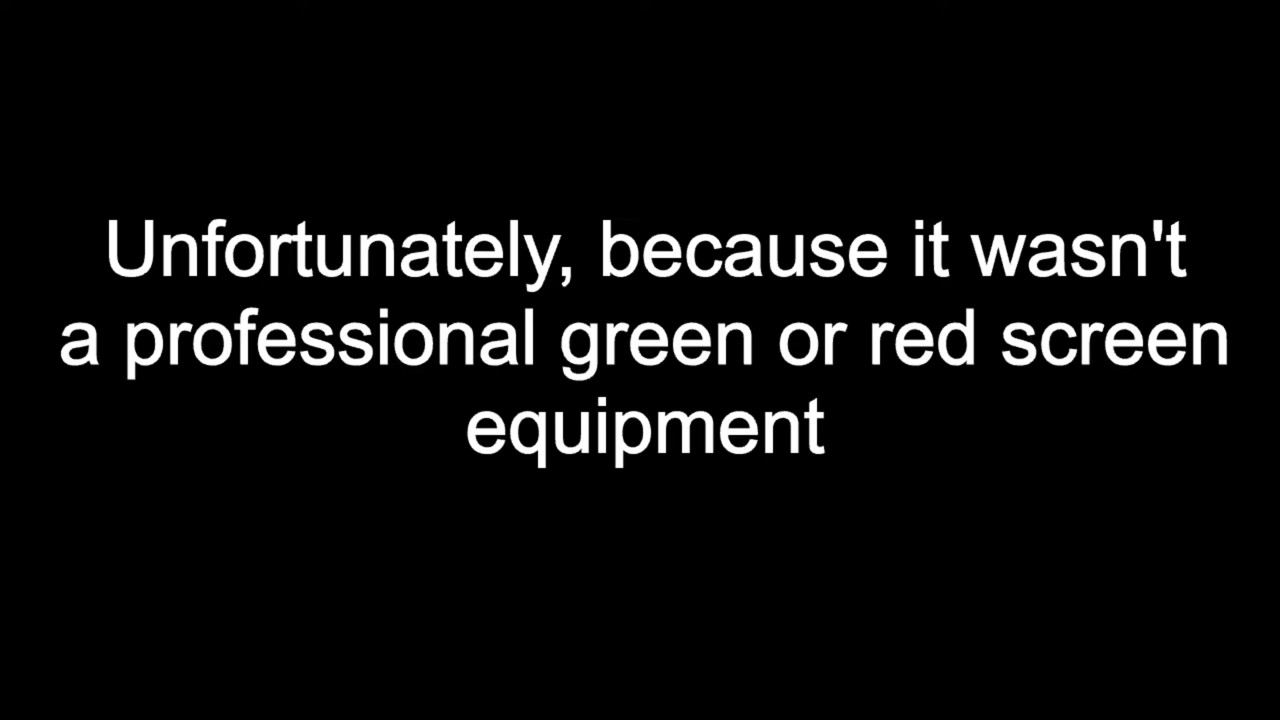 Unfortunately, because it wasn't
a professional green or red screen
equipment